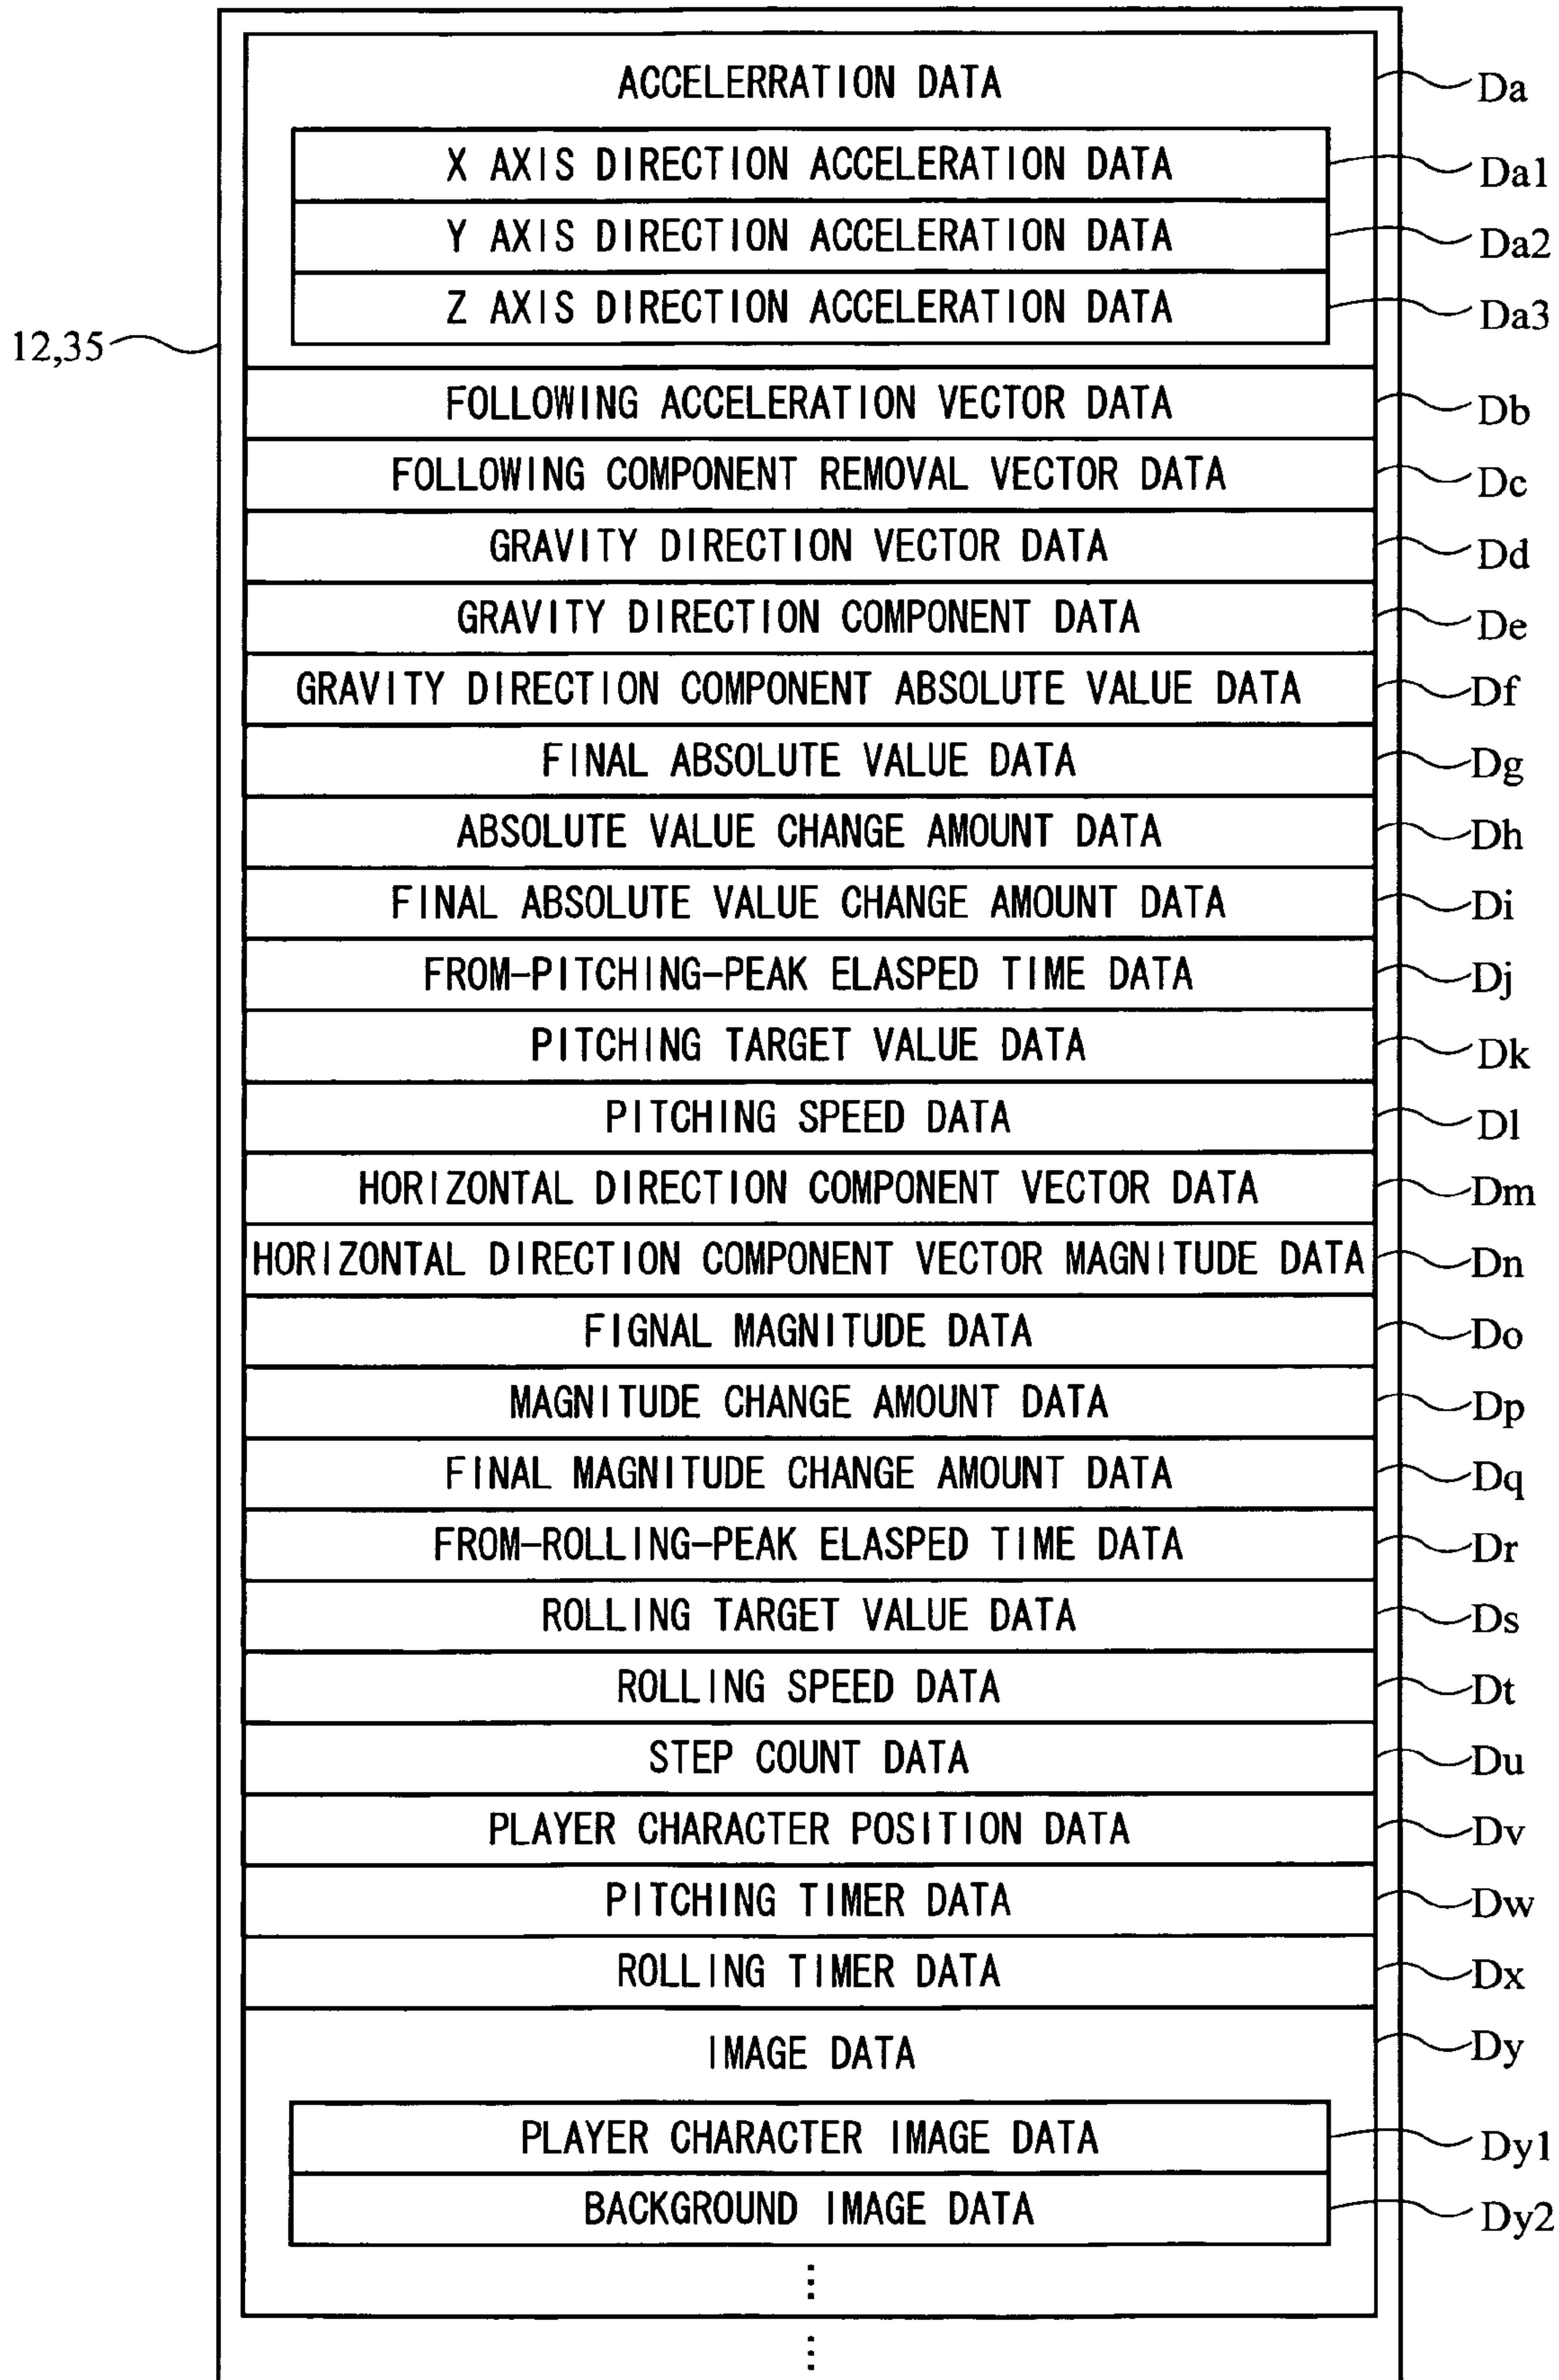 ACCELERRATION DATA Da
X AXIS DIRECTION ACCELERATION DATA Da1
Y AXIS DIRECTION ACCELERATION DATA Da2
Z AXIS DIRECTION ACCELERATION DATA Da3
12,35
FOLLOWING ACCELERATION VECTOR DATA Db
FOLLOWING COMPONENT REMOVAL VECTOR DATA Dc
GRAVITY DIRECTION VECTOR DATA Dd
GRAVITY DIRECTION COMPONENT DATA De
GRAVITY DIRECTION COMPONENT ABSOLUTE VALUE DATA Df
FINAL ABSOLUTE VALUE DATA Dg
ABSOLUTE VALUE CHANGE AMOUNT DATA Dh
FINAL ABSOLUTE VALUE CHANGE AMOUNT DATA Di
FROM-PITCHING-PEAK ELASPED TIME DATA Dj
PITCHING TARGET VALUE DATA Dk
PITCHING SPEED DATA Dl
HORIZONTAL DIRECTION COMPONENT VECTOR DATA Dm
HORIZONTAL DIRECTION COMPONENT VECTOR MAGNITUDE DATA Dn
FIGNAL MAGNITUDE DATA Do
MAGNITUDE CHANGE AMOUNT DATA Dp
FINAL MAGNITUDE CHANGE AMOUNT DATA Dq
FROM-ROLLING-PEAK ELASPED TIME DATA Dr
ROLLING TARGET VALUE DATA Ds
ROLLING SPEED DATA Dt
STEP COUNT DATA Du
PLAYER CHARACTER POSITION DATA Dv
PITCHING TIMER DATA Dw
ROLLING TIMER DATA Dx
IMAGE DATA Dy
PLAYER CHARACTER IMAGE DATA Dy1
BACKGROUND IMAGE DATA Dy2